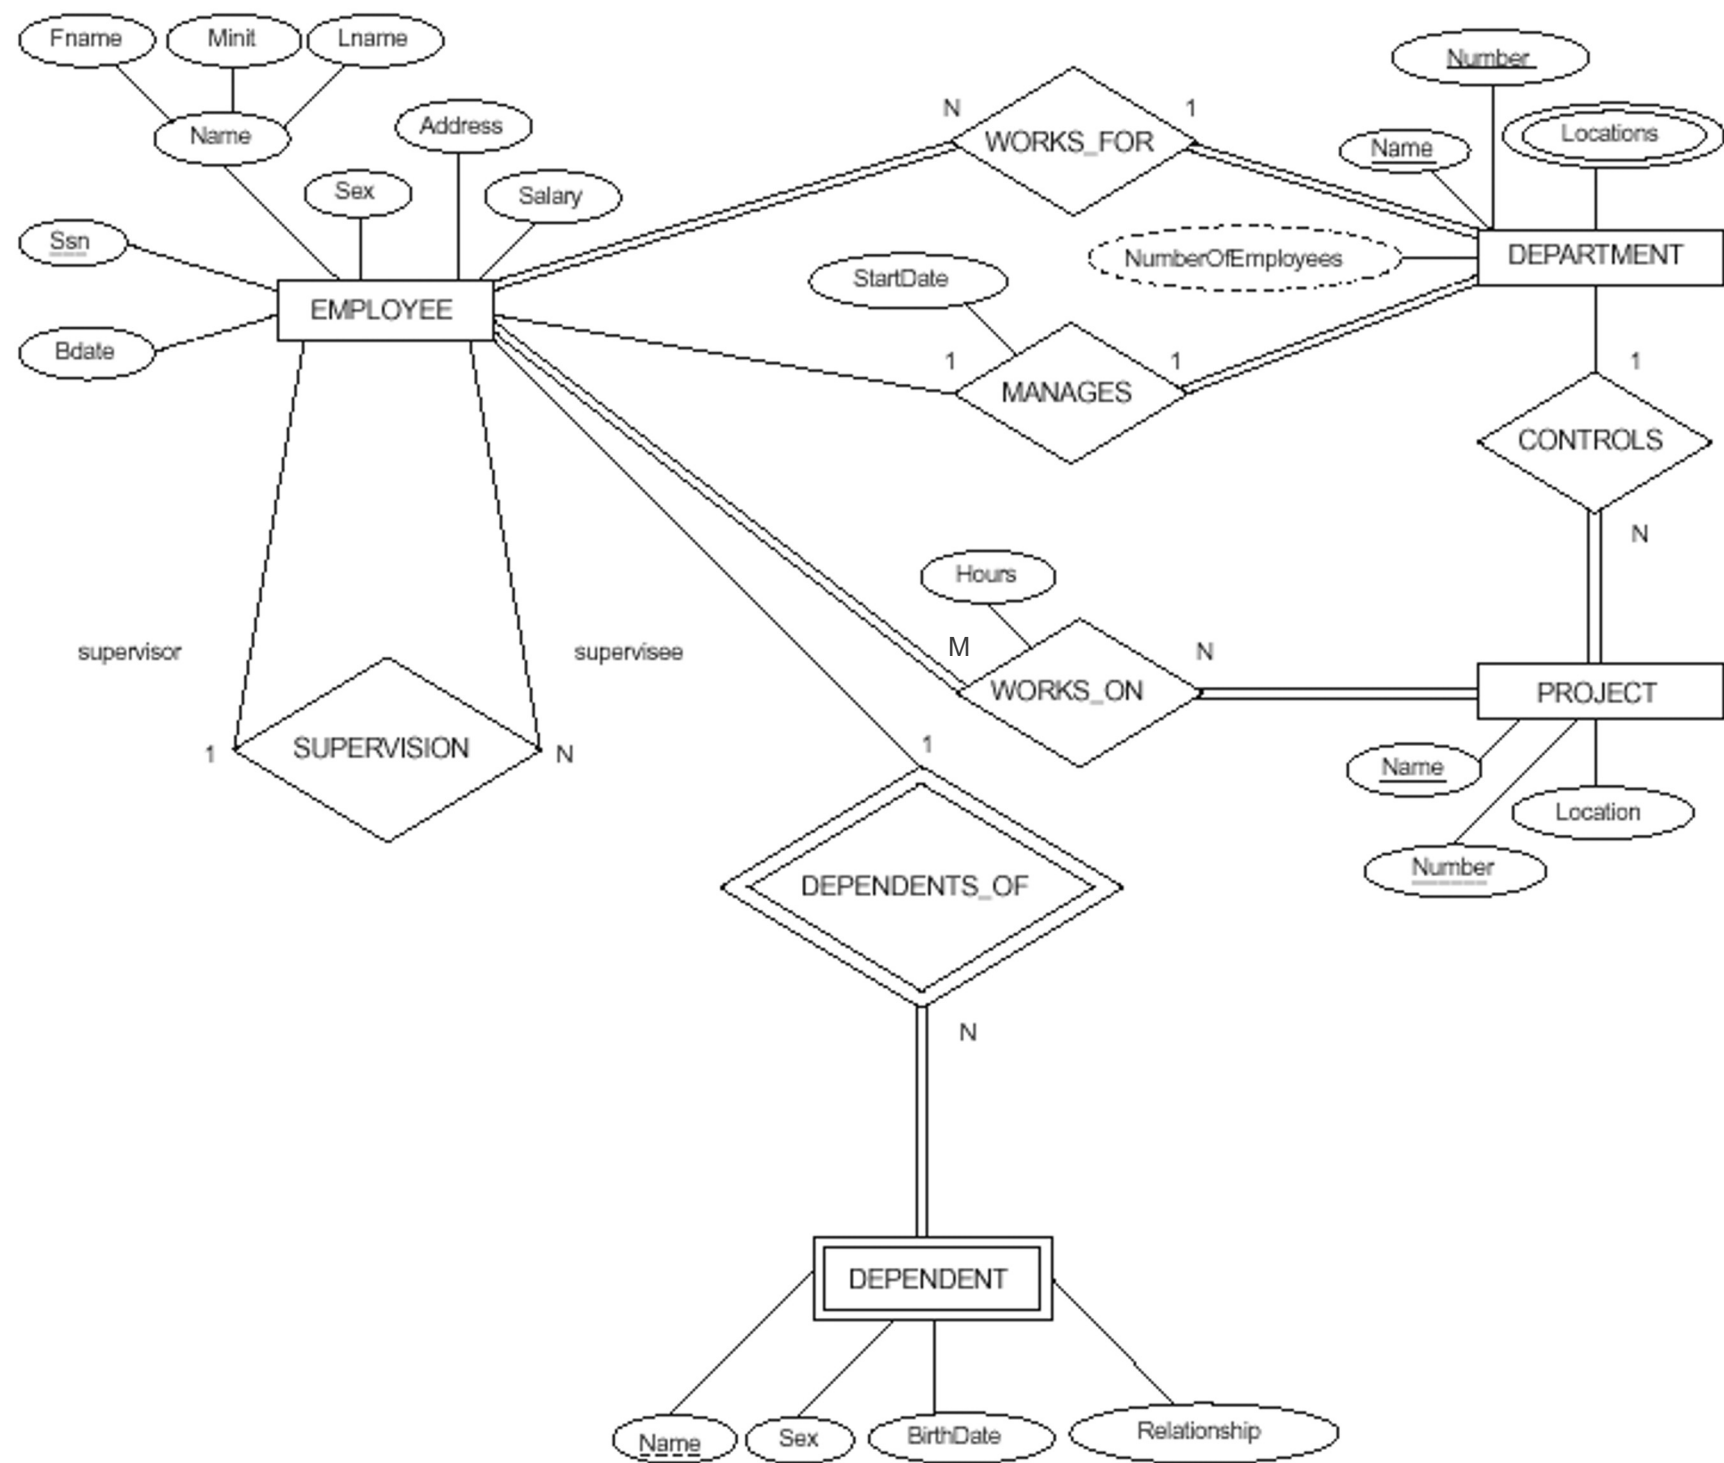 Fname
Minit
Lname
Name
Address
Sex
Salary
Ssn
Bdate
EMPLOYEE
N
WORKS_FOR
1
Number
Name
Locations
NumberOfEmployees
DEPARTMENT
StartDate
1
MANAGES
1
1
CONTROLS
N
Hours
M
WORKS_ON
N
PROJECT
Name
Location
Number
supervisor
supervisee
1
SUPERVISION
N
1
DEPENDENTS_OF
N
DEPENDENT
Name
Sex
BirthDate
Relationship